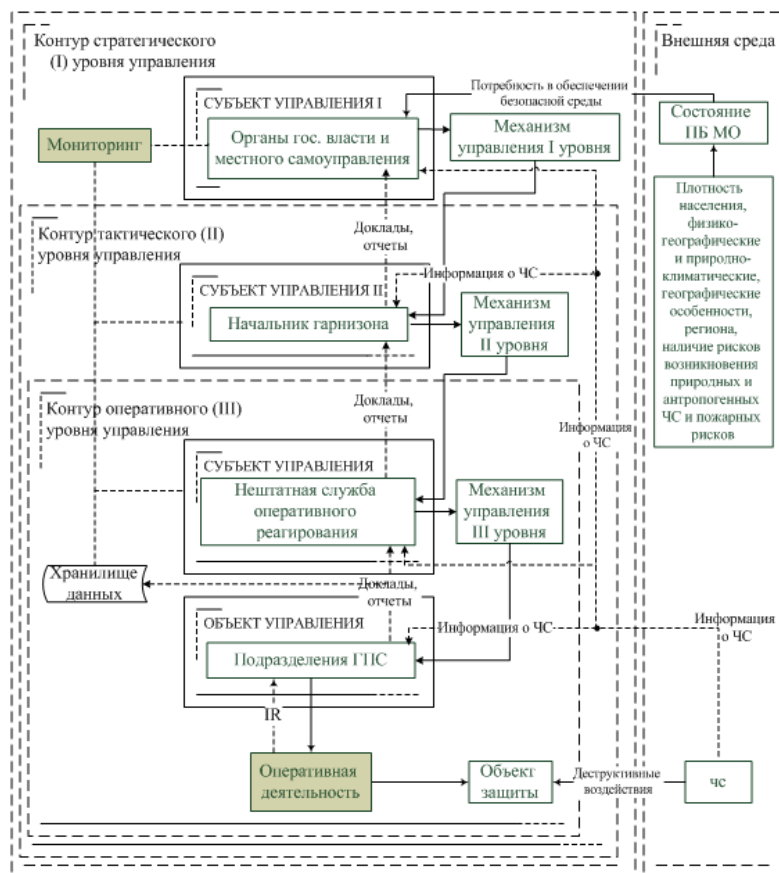 Контур стратегического
(I) уровня управления
Внешняя среда
Потребность в обеспечении
безопасной среды
СУБЪЕКТ УПРАВЛЕНИЯ I
Органы гос. власти и
местного самоуправления
Мониторинг
Механизм
управления I уровня
Состояние
ПБ МО
Плотность
населения,
физико-
географические
и природно-
климатические,
географические
особенности,
региона,
наличие рисков
возникновения
природных и
антропогенных
ЧС и пожарных
рисков
Контур тактического (II)
уровня управления
Доклады,
отчеты
Информация о ЧС
СУБЪЕКТ УПРАВЛЕНИЯ II
Начальник гарнизона
Механизм
управления
II уровня
Контур оперативного (III)
уровня управления
Доклады,
отчеты
Информация
о ЧС
СУБЪЕКТ УПРАВЛЕНИЯ
Нештатная служба
оперативного
реагирования
Механизм
управления
III уровня
Хранилище
данных
Доклады,
отчеты
ОБЪЕКТ УПРАВЛЕНИЯ
Подразделения ГПС
Информация о ЧС
Информация
о ЧС
IR
Оперативная
деятельность
Объект
защиты
Деструктивные
воздействия
чс